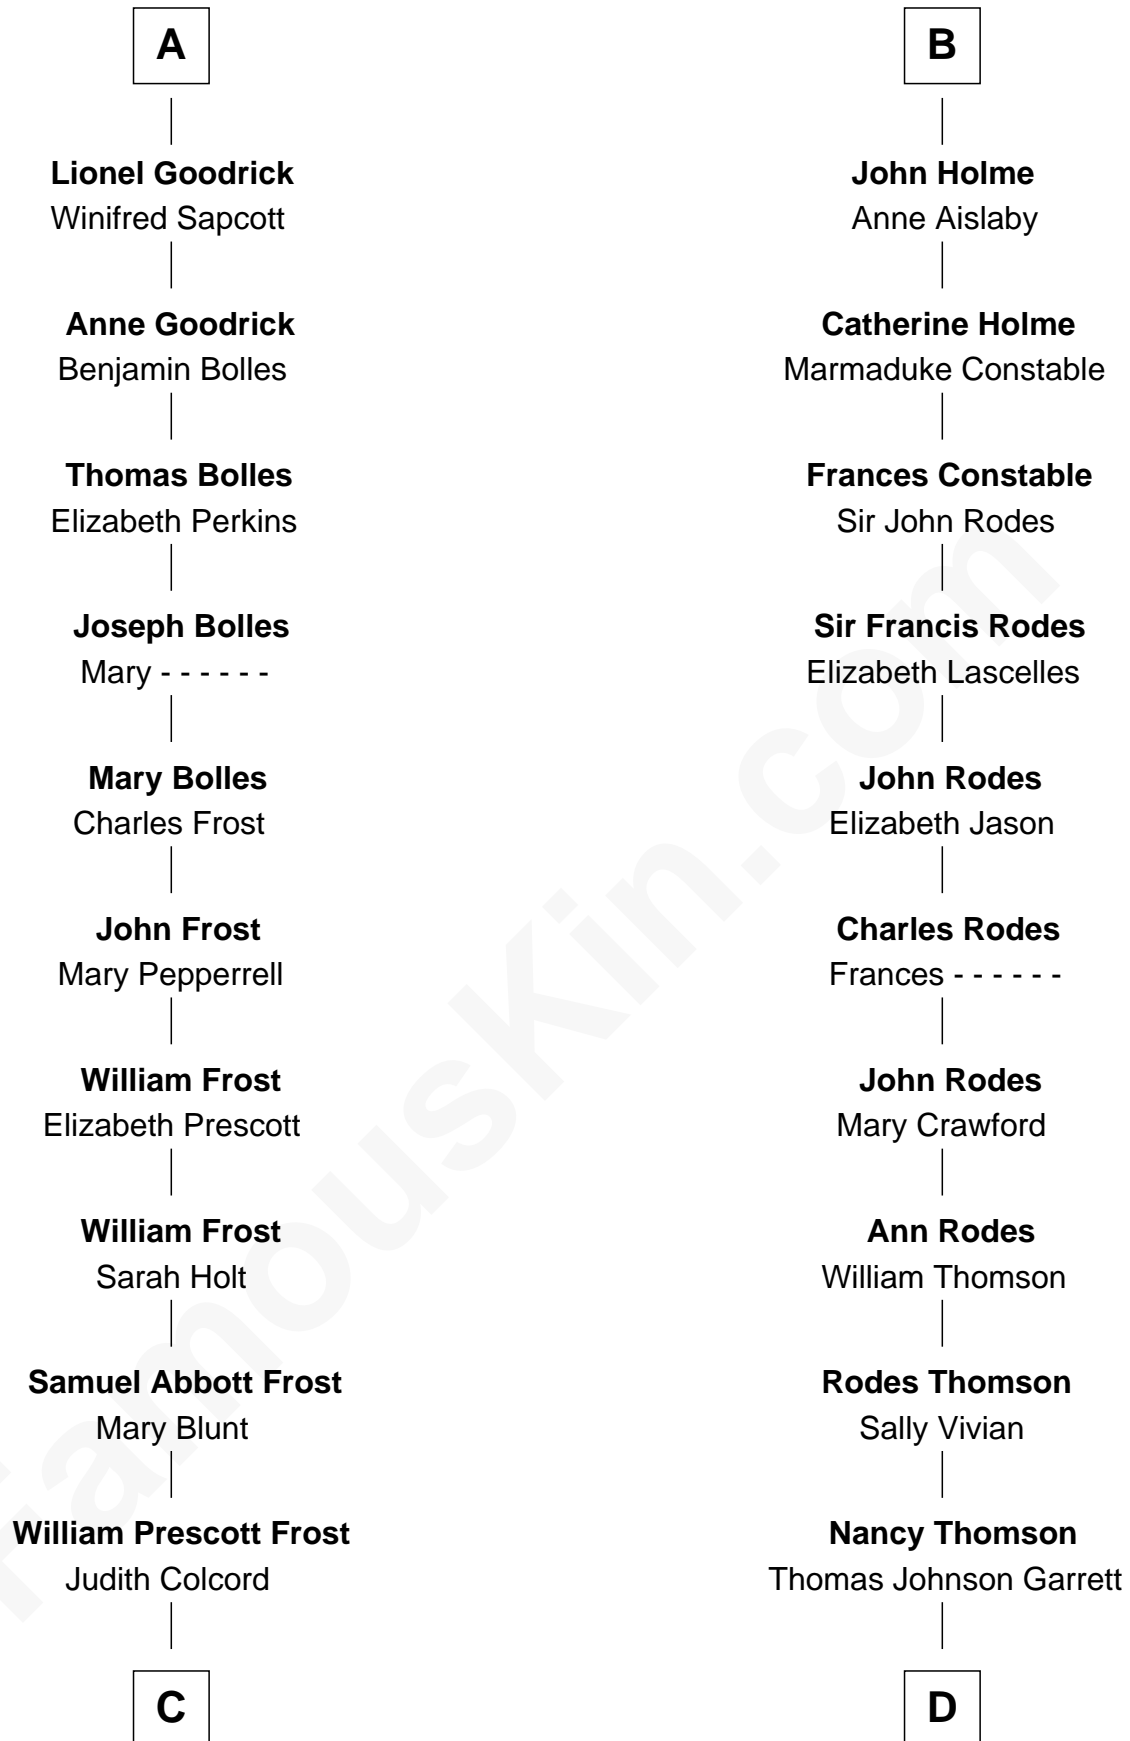 A
Lionel Goodrick
Winifred Sapcott
Anne Goodrick
Benjamin Bolles
Thomas Bolles
Elizabeth Perkins
Joseph Bolles
Mary - - - - - -
Mary Bolles
Charles Frost
John Frost
Mary Pepperrell
William Frost
Elizabeth Prescott
William Frost
Sarah Holt
Samuel Abbott Frost
Mary Blunt
William Prescott Frost
Judith Colcord
C
B
John Holme
Anne Aislaby
Catherine Holme
Marmaduke Constable
Frances Constable
Sir John Rodes
Sir Francis Rodes
Elizabeth Lascelles
John Rodes
Elizabeth Jason
Charles Rodes
Frances - - - - - -
John Rodes
Mary Crawford
Ann Rodes
William Thomson
Rodes Thomson
Sally Vivian
Nancy Thomson
Thomas Johnson Garrett
D
FamousKin.com